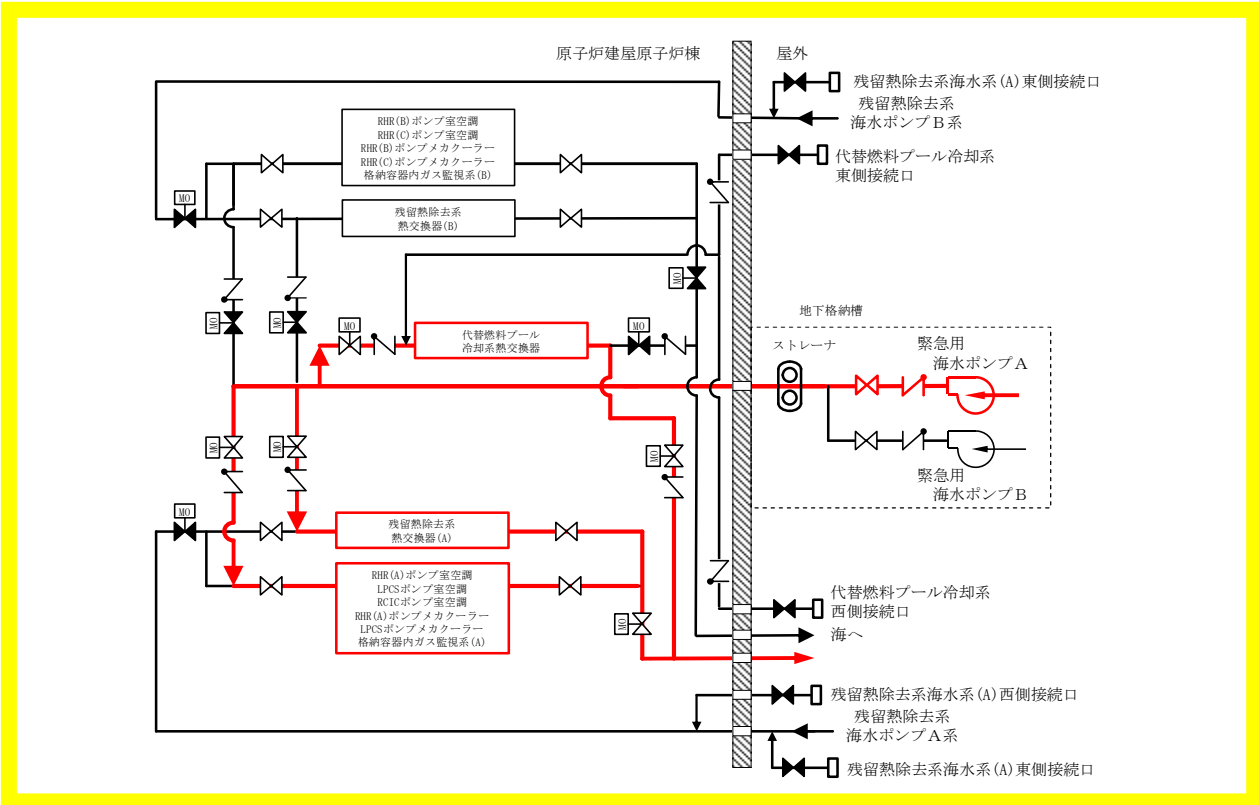 原子炉建屋原子炉棟
屋外
残留熱除去系海水系(A)東側接続口
残留熱除去系
海水ポンプB系
代替燃料プール冷却系
東側接続口
RHR(B)ポンプ室空調
RHR(C)ポンプ室空調
RHR(B)ポンプメカクーラー
RHR(C)ポンプメカクーラー
格納容器内ガス監視系(B)
MO
残留熱除去系
熱交換器(B)
MO
MO
MO
MO
代替燃料プール
冷却系熱交換器
MO
地下格納槽
ストレーナ
緊急用
海水ポンプA
緊急用
海水ポンプB
MO
MO
MO
MO
残留熱除去系
熱交換器(A)
RHR(A)ポンプ室空調
LPCSポンプ室空調
RCICポンプ室空調
RHR(A)ポンプメカクーラー
LPCSポンプメカクーラー
格納容器内ガス監視系(A)
MO
代替燃料プール冷却系
西側接続口
海へ
残留熱除去系海水系(A)西側接続口
残留熱除去系
海水ポンプA系
残留熱除去系海水系(A)東側接続口